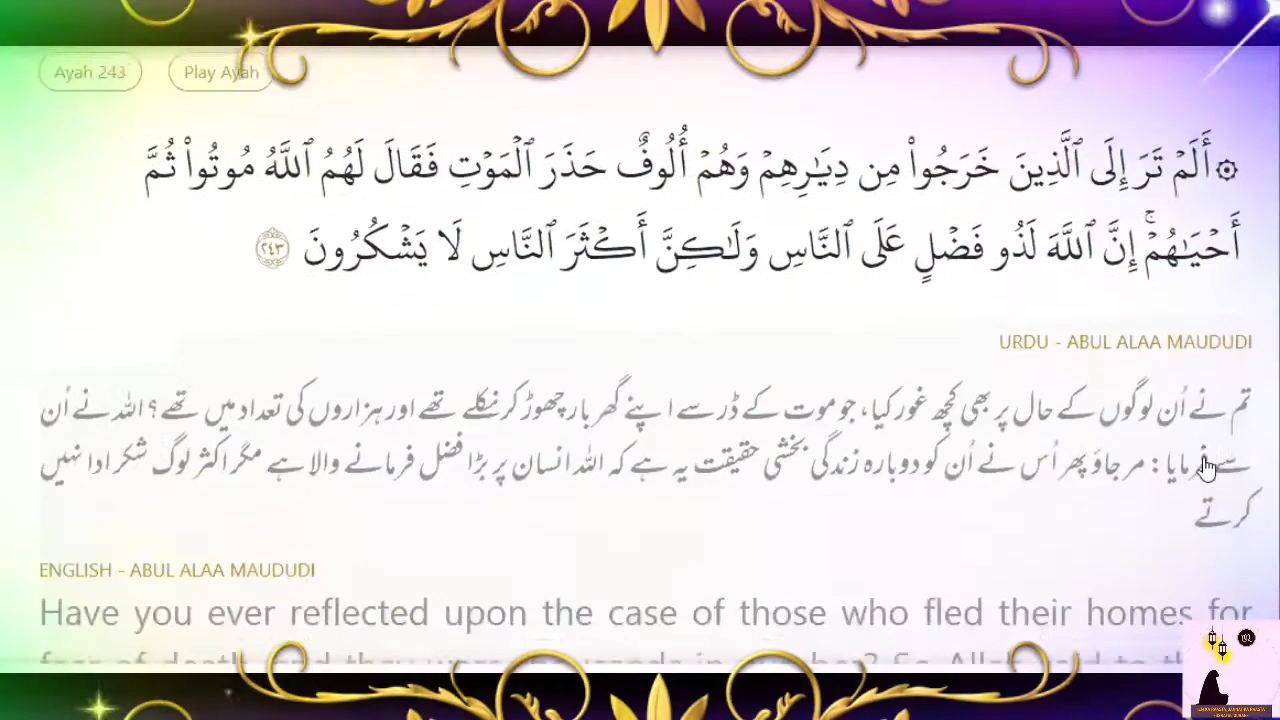 Ayah 243
Play Ayah
۞ أَلَمْ تَرَ إِلَى ٱلَّذِينَ خَرَجُوا۟ مِن دِيَـٰرِهِمْ وَهُمْ أُلُوفٌ حَذَرَ ٱلْمَوْتِ فَقَالَ لَهُمُ ٱللَّهُ مُوتُوا۟ ثُمَّ
أَحْيَـٰهُمْ ۚ إِنَّ ٱللَّهَ لَذُو فَضْلٍ عَلَى ٱلنَّاسِ وَلَـٰكِنَّ أَكْثَرَ ٱلنَّاسِ لَا يَشْكُرُونَ ٢٤٣
URDU - ABUL ALAA MAUDUDI
تم نے اُن لوگوں کے حال پر بھی کچھ غور کیا، جو موت کے ڈر سے اپنے گھر بار چھوڑ کر نکلے تھے اور ہزاروں کی تعداد میں تھے؟ اللہ نے اُن
سے فرمایا: مر جاؤ پھر اُس نے اُن کو دوبارہ زندگی بخشی حقیقت یہ ہے کہ اللہ انسان پر بڑا فضل فرمانے والا ہے مگر اکثر لوگ شکر ادا نہیں
کرتے
ENGLISH - ABUL ALAA MAUDUDI
Have you ever reflected upon the case of those who fled their homes for